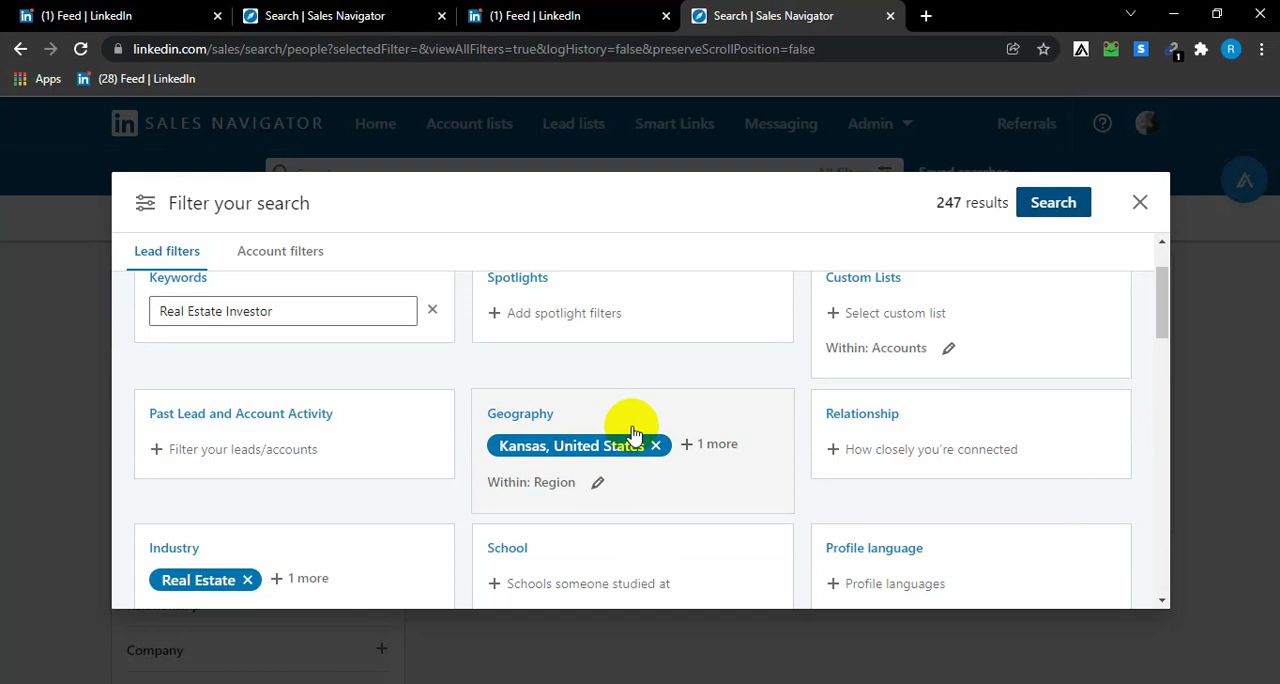 (1) Feed | LinkedIn
Search | Sales Navigator
(1) Feed | LinkedIn
Search | Sales Navigator
linkedin.com/sales/search/people?selectedFilter=&viewAllFilters=true&logHistory=false&preserveScrollPosition=false
S
1
R
Apps
(28) Feed | LinkedIn
in SALES NAVIGATOR
Home
Account lists
Lead lists
Smart Links
Messaging
Admin
Referrals
Filter your search
247 results
Search
Lead filters
Account filters
Keywords
Spotlights
Custom Lists
Real Estate Investor
Add spotlight filters
Select custom list
Within: Accounts
Past Lead and Account Activity
Geography
Relationship
Filter your leads/accounts
Kansas, United States
+ 1 more
How closely you're connected
Within: Region
Industry
School
Profile language
Real Estate
+ 1 more
Schools someone studied at
Profile languages
Company